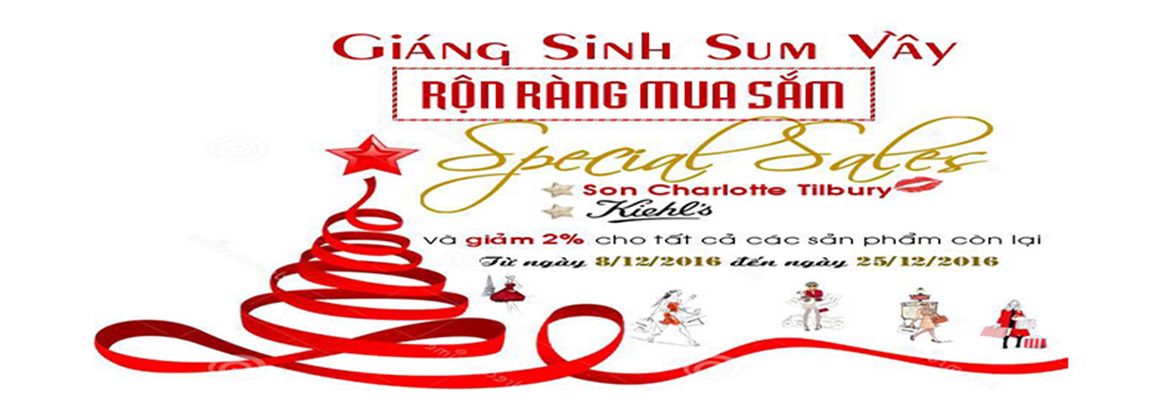 Giáng Sinh Sum Vầy
RỘN RÀNG MUA SẮM
Special Sales
Son Charlotte Tilbury
Kiehl's
và giảm 2% cho tất cả các sản phẩm còn lại
Từ ngày 8/12/2016 đến ngày 25/12/2016